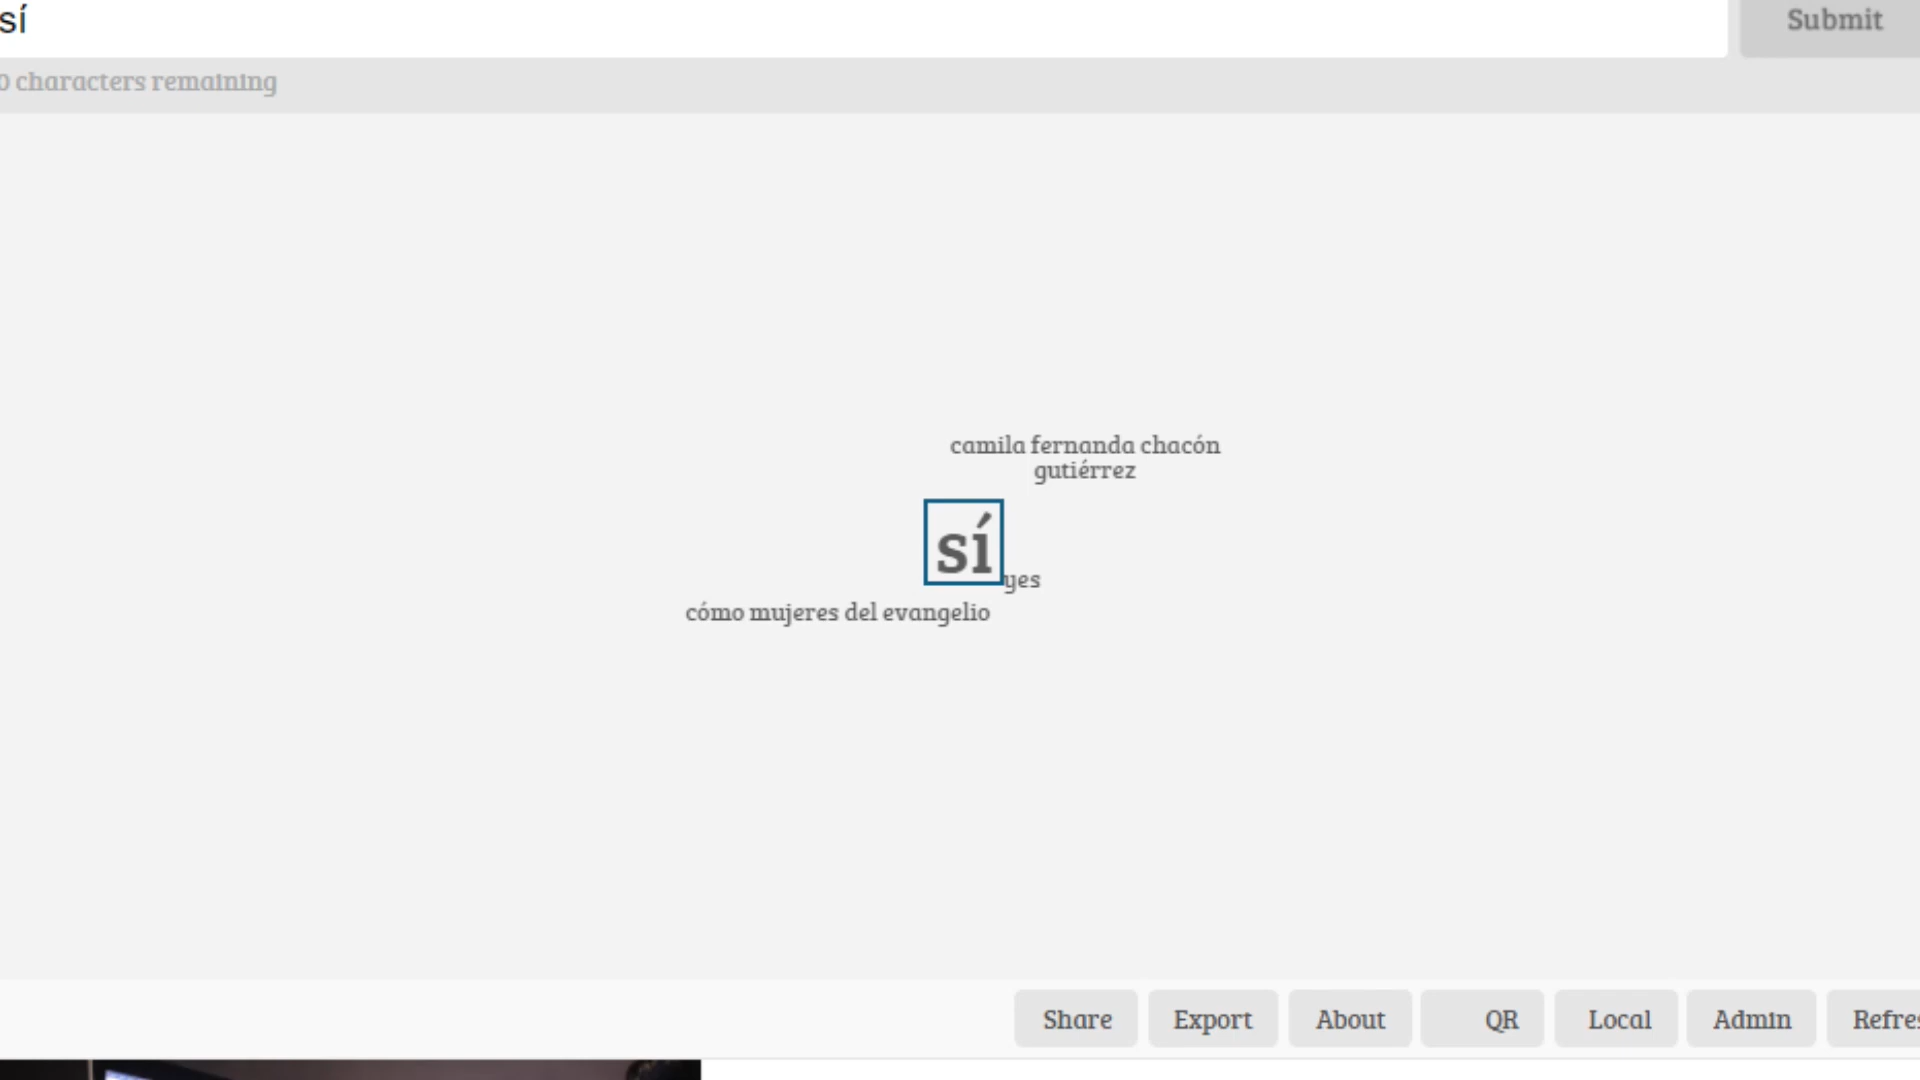 sí
Submit
0 characters remaining
camila fernanda chacón
gutiérrez
sí
yes
cómo mujeres del evangelio
Share
Export
About
QR
Local
Admin